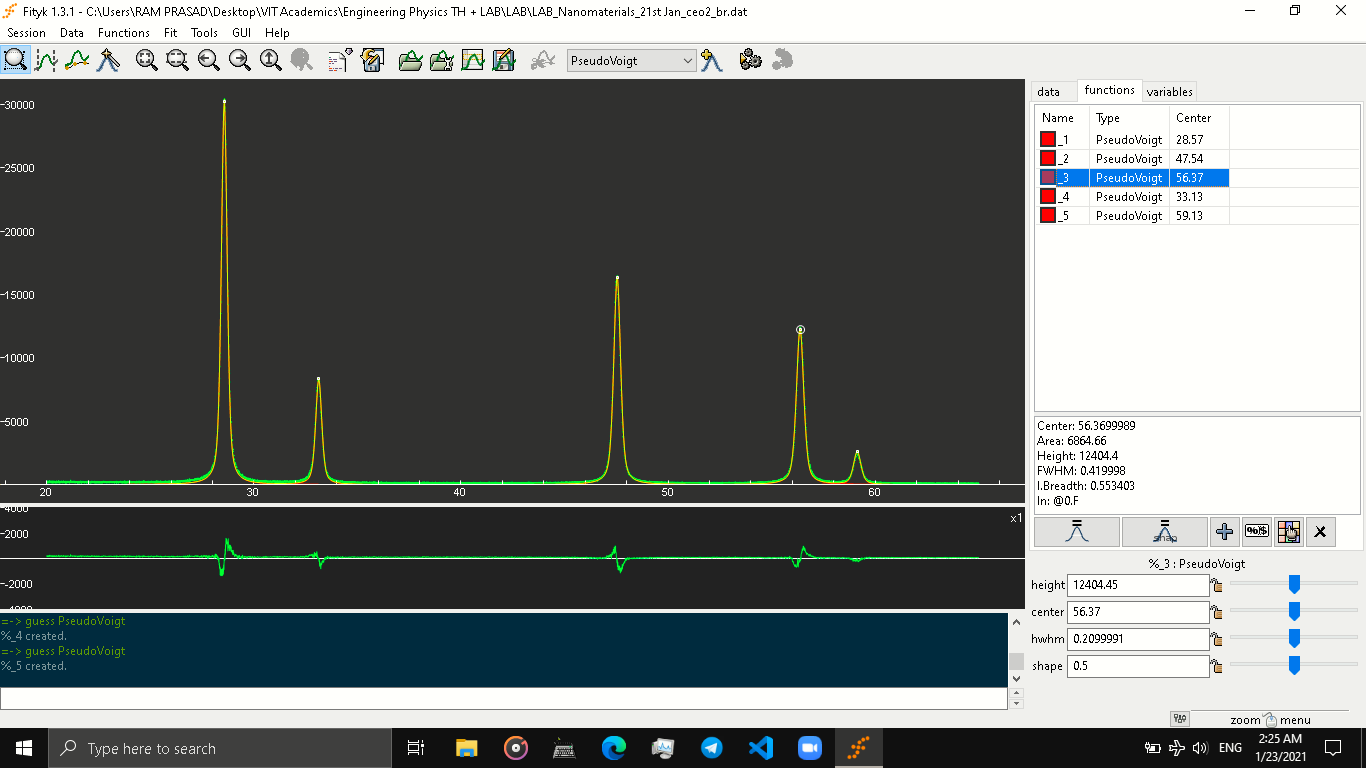 Fityk 1.3.1 - C:\Users\RAM PRASAD\Desktop\VIT Academics\Engineering Physics TH + LAB\LAB\LAB_Nanomaterials_21st Jan_ceo2_br.dat
Session Data Functions Fit Tools GUI Help
PseudoVoigt
data functions variables
Name Type Center
_1 PseudoVoigt 28.57
_2 PseudoVoigt 47.54
_3 PseudoVoigt 56.37
_4 PseudoVoigt 33.13
_5 PseudoVoigt 59.13
30000
25000
20000
15000
10000
5000
20 30 40 50 60
Center: 56.3699989
Area: 6864.66
Height: 12404.4
FWHM: 0.419998
I.Breadth: 0.553403
In: @0.F
4000
2000
-2000
-4000
x1
snap
%_3 : PseudoVoigt
height 12404.45
center 56.37
hwhm 0.2099991
shape 0.5
=-> guess PseudoVoigt
%_4 created.
=-> guess PseudoVoigt
%_5 created.
zoom menu
Type here to search
ENG
2:25 AM
1/23/2021